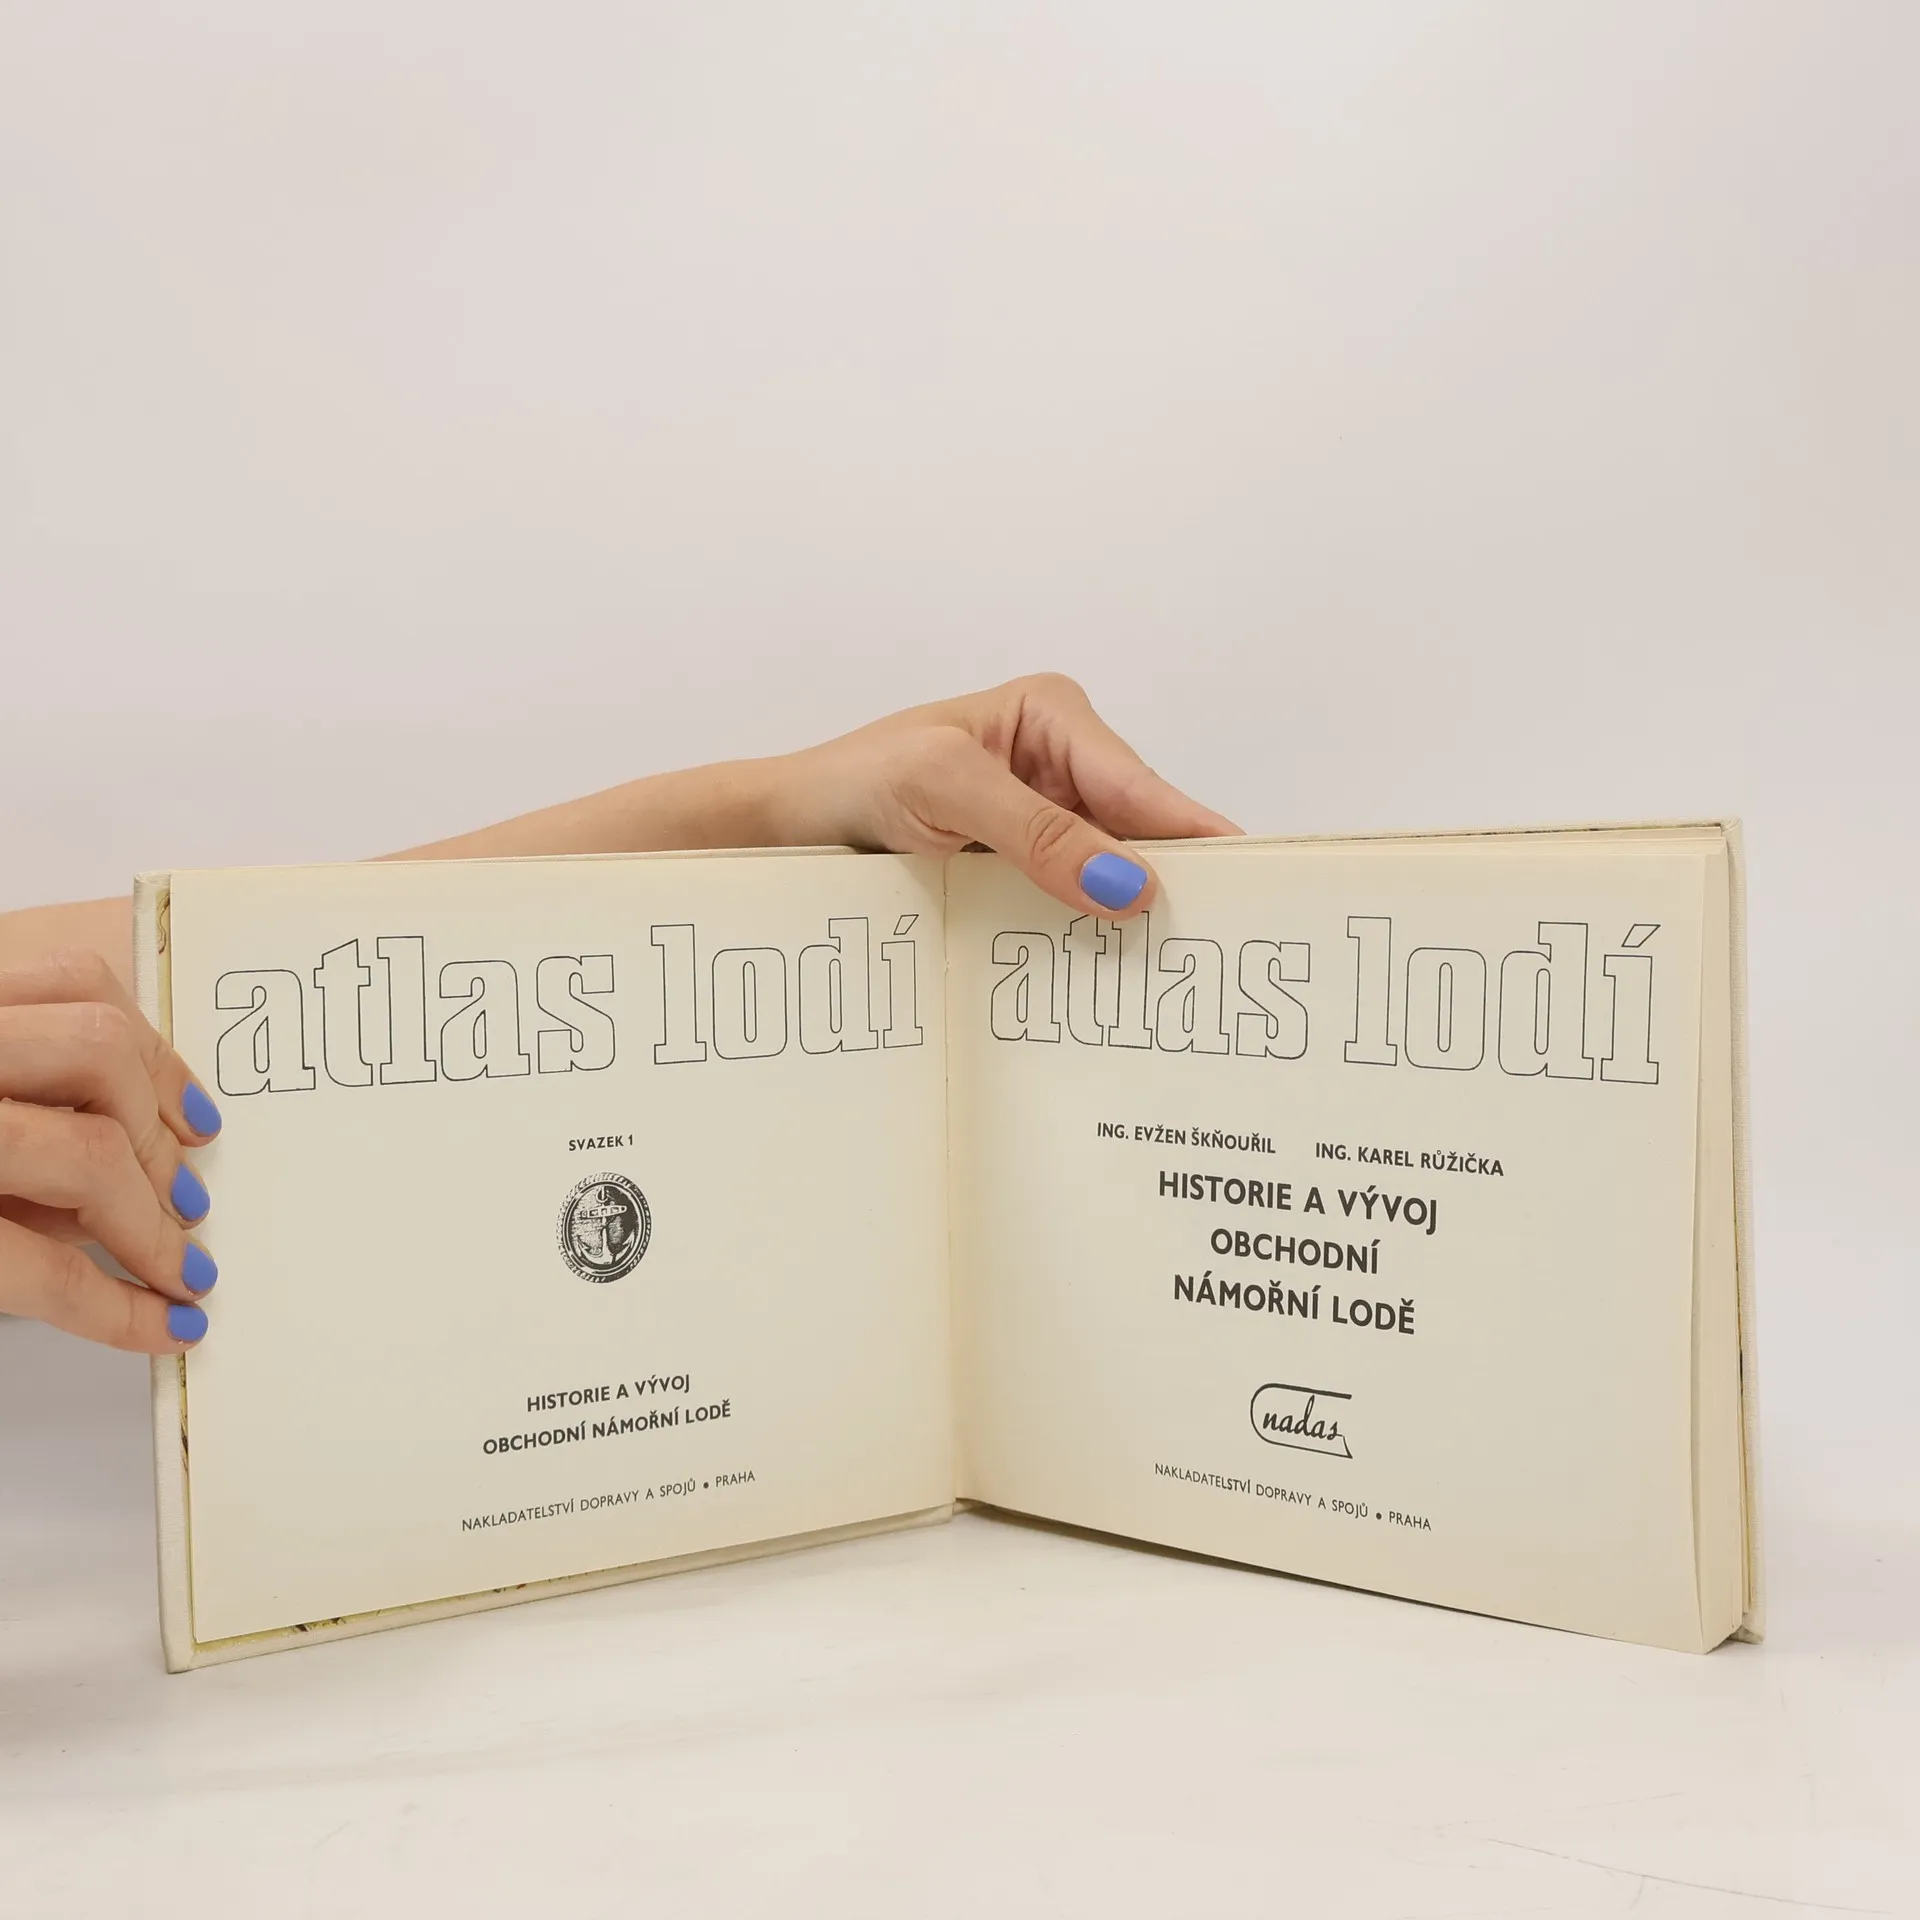 atlas lodí
SVAZEK 1
HISTORIE A VÝVOJ
OBCHODNÍ NÁMOŘNÍ LODĚ
NAKLADATELSTVÍ DOPRAVY A SPOJŮ • PRAHA
atlas lodí
ING. EVŽEN ŠKŇOUŘIL ING. KAREL RŮŽIČKA
HISTORIE A VÝVOJ
OBCHODNÍ
NÁMOŘNÍ LODĚ
nadas
NAKLADATELSTVÍ DOPRAVY A SPOJŮ • PRAHA